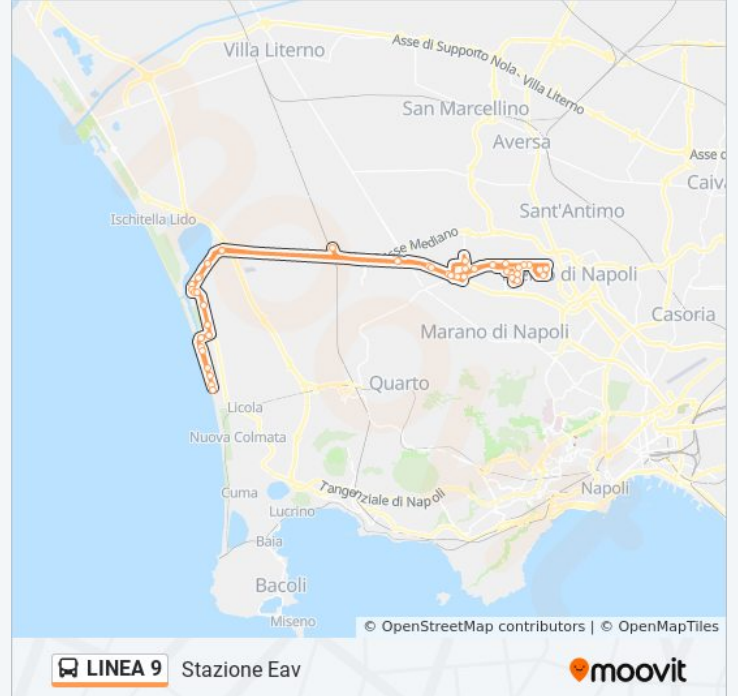 Villa Literno
Asse di Supporto Nola - Villa Literno
San Marcellino
Aversa
Asse d
Caiva
Ischitella Lido
Sant'Antimo
sse Mediano
di Napoli
Casoria
Marano di Napoli
Quarto
Licola
Nuova Colmata
Cuma
Tangenziale di Napoli
Napoli
Lucrino
Baia
Bacoli
Miseno
© OpenStreetMap contributors | © OpenMapTiles
LINEA 9 Stazione Eav
moovit